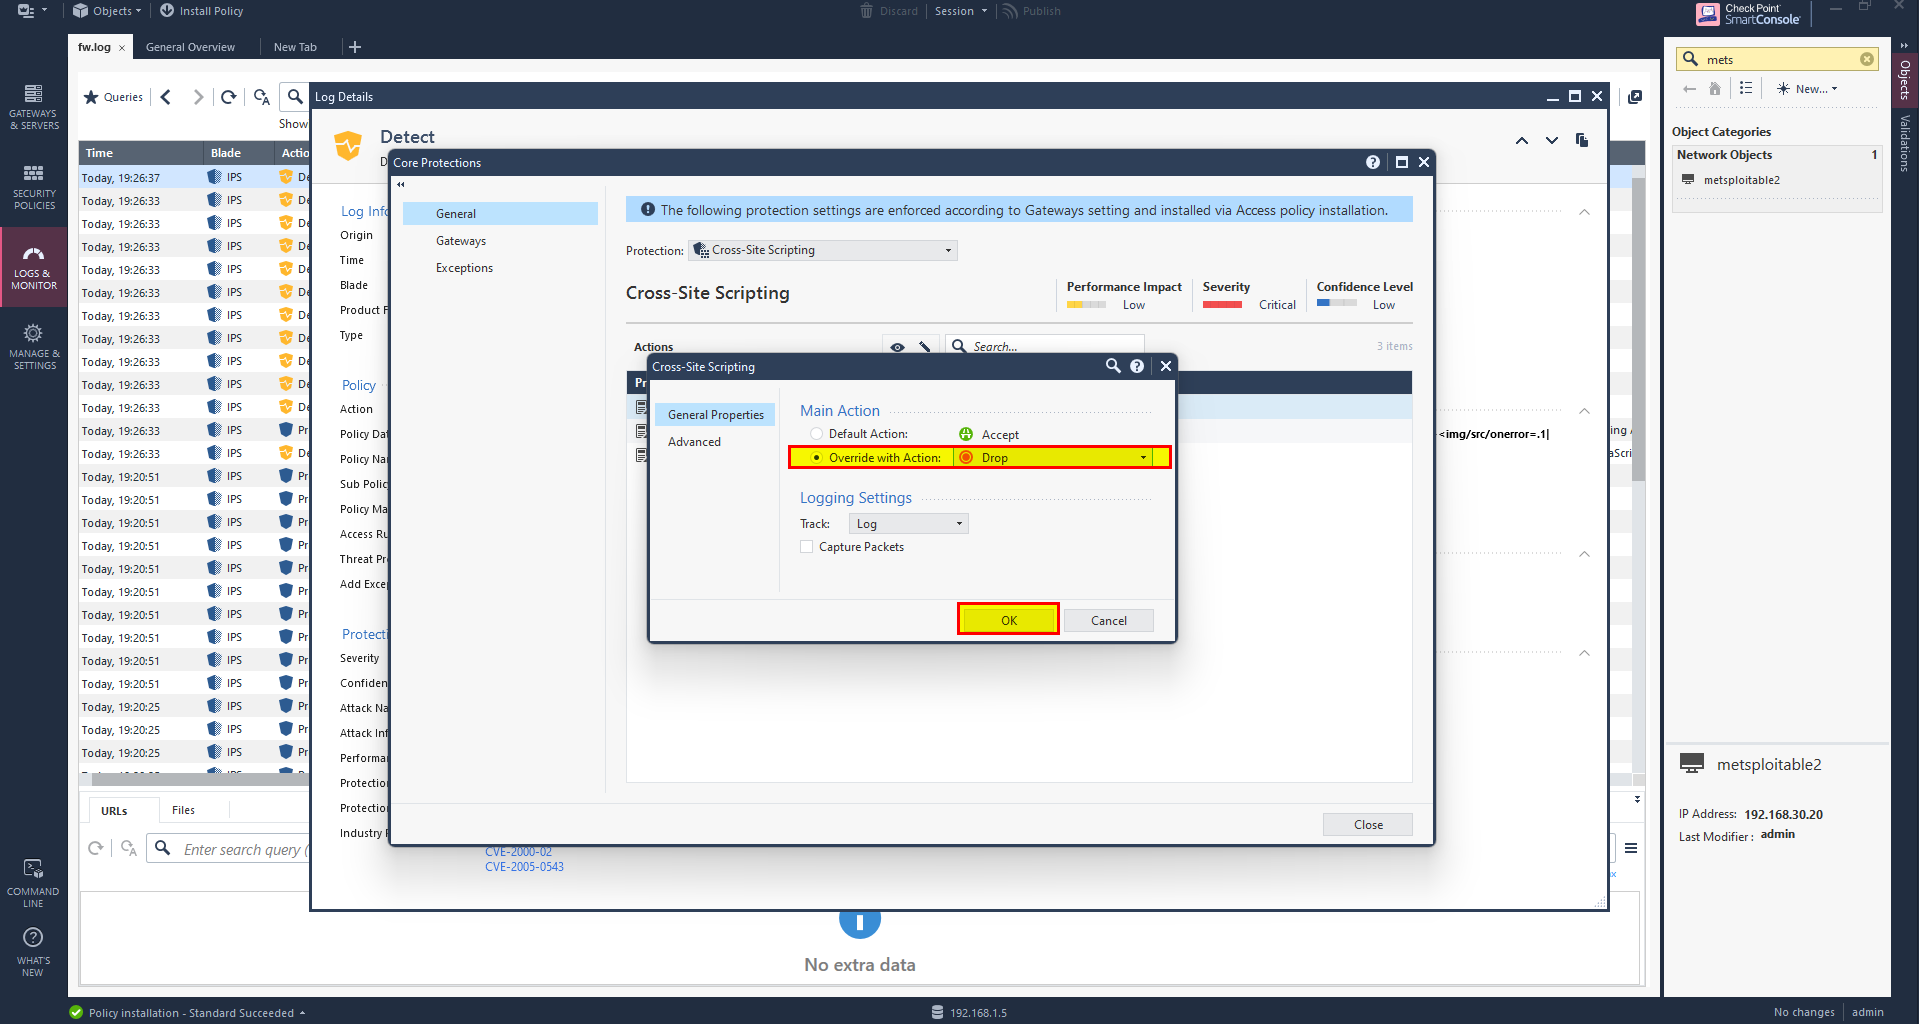 Objects
Install Policy
Discard
Session
Publish
Check Point
SmartConsole
fw.log
General Overview
New Tab
GATEWAYS
& SERVERS
SECURITY
POLICIES
LOGS &
MONITOR
MANAGE &
SETTINGS
COMMAND
LINE
WHAT'S
NEW
Queries
Show
Time Blade Actio
Today, 19:26:37 IPS De
Today, 19:26:33 IPS De
Today, 19:26:33 IPS De
Today, 19:26:33 IPS De
Today, 19:26:33 IPS De
Today, 19:26:33 IPS De
Today, 19:26:33 IPS De
Today, 19:26:33 IPS De
Today, 19:26:33 IPS De
Today, 19:26:33 IPS De
Today, 19:26:33 IPS De
Today, 19:26:33 IPS Pr
Today, 19:26:33 IPS De
Today, 19:20:51 IPS Pr
Today, 19:20:51 IPS Pr
Today, 19:20:51 IPS Pr
Today, 19:20:51 IPS Pr
Today, 19:20:51 IPS Pr
Today, 19:20:51 IPS Pr
Today, 19:20:51 IPS Pr
Today, 19:20:51 IPS Pr
Today, 19:20:51 IPS Pr
Today, 19:20:51 IPS Pr
Today, 19:20:25 IPS Pr
Today, 19:20:25 IPS Pr
Today, 19:20:25 IPS Pr
URLs
Files
Enter search query (
No extra data
Log Details
Detect
D
Log Info
Origin
Time
Blade
Product F
Type
Policy
Action
Policy Dat
Policy Nam
Sub Policy
Policy Ma
Access Ru
Threat Pro
Add Excep
Protecti
Severity
Confiden
Attack Na
Attack Inf
Performan
Protection
Protection
Industry R
CVE-2000-02
CVE-2005-0543
<img/src/onerror=.1|
ing A
aScri
Core Protections
General
Gateways
Exceptions
The following protection settings are enforced according to Gateways setting and installed via Access policy installation.
Protection: Cross-Site Scripting
Cross-Site Scripting
Performance Impact
Low
Severity
Critical
Confidence Level
Low
Actions
Search...
3 items
Pr
Close
Cross-Site Scripting
General Properties
Advanced
Main Action
Default Action: Accept
Override with Action: Drop
Logging Settings
Track: Log
Capture Packets
OK
Cancel
mets
New...
Object Categories
Network Objects 1
metsploitable2
Objects
Validations
metsploitable2
IP Address: 192.168.30.20
Last Modifier : admin
Policy installation - Standard Succeeded
192.168.1.5
No changes
admin